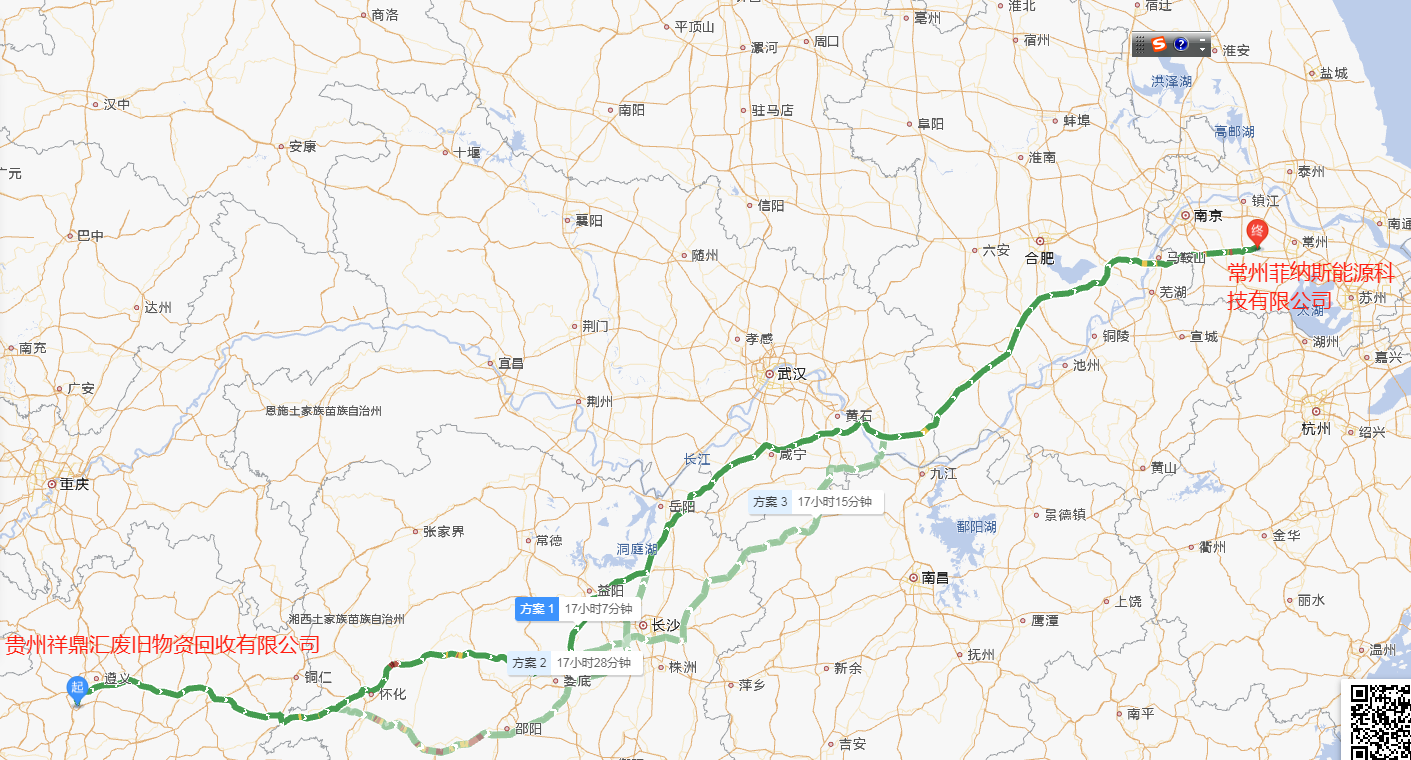 商洛
平顶山
亳州
淮北
宿迁
漯河
周口
宿州
淮安
汉中
南阳
驻马店
洪泽湖
盐城
阜阳
蚌埠
高邮湖
安康
十堰
淮南
广元
泰州
信阳
镇江
襄阳
南京
南通
巴中
终
常州
随州
六安
合肥
马鞍山
常州菲纳斯能源科
技有限公司
达州
芜湖
苏州
太湖
荆门
孝感
铜陵
宣城
湖州
南充
宜昌
武汉
池州
嘉兴
广安
荆州
恩施土家族苗族自治州
黄石
杭州
绍兴
长江
咸宁
九江
黄山
重庆
岳阳
方案 3 17小时15分钟
景德镇
张家界
常德
洞庭湖
鄱阳湖
衢州
金华
益阳
南昌
方案 1 17小时7分钟
上饶
丽水
湘西土家族苗族自治州
长沙
鹰潭
贵州祥鼎汇废旧物资回收有限公司
方案 2 17小时28分钟
抚州
温州
遵义
铜仁
株洲
新余
娄底
起
怀化
萍乡
邵阳
南平
吉安